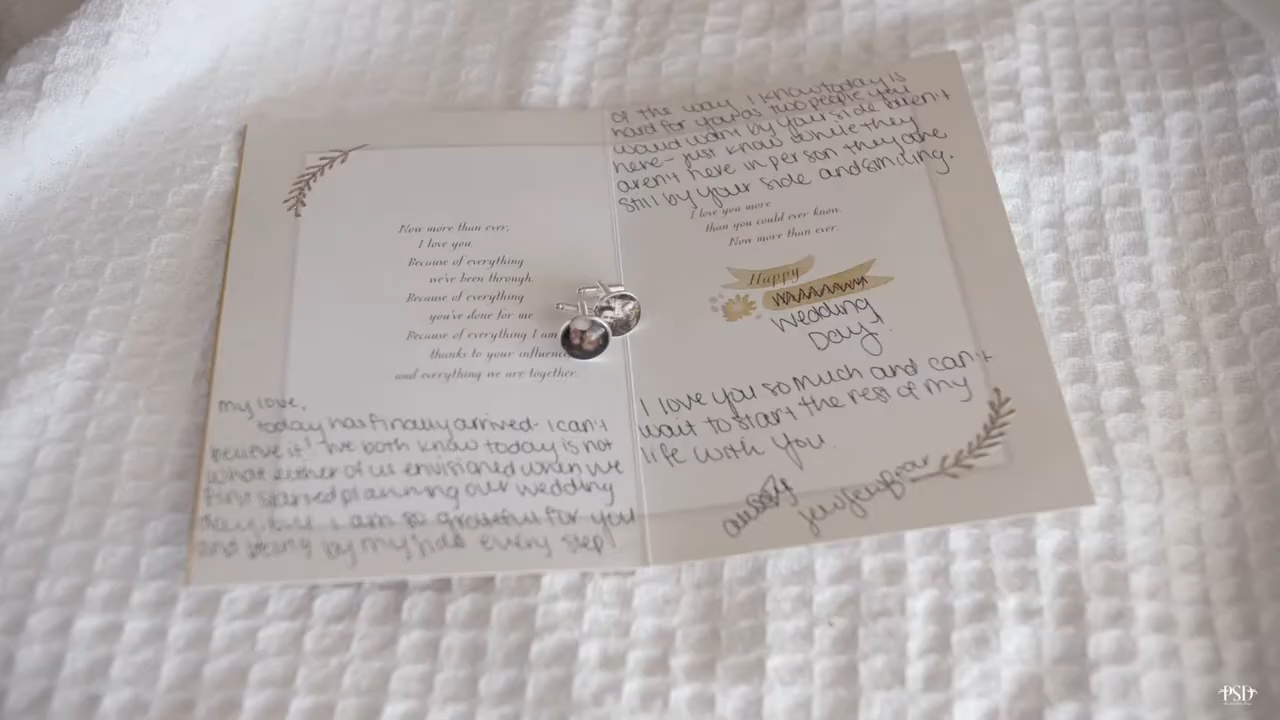 Now more than ever,
I love you.
Because of everything
we've been through.
Because of everything
you've done for me
Because of everything I am
thanks to your influence,
and everything we are together.
my love,
today has finally arrived- I can't
believe it! We both know today is not
what either of us envisioned when we
first started planning our wedding
day, but I am so grateful for you
and being by my side every step
of the way. I know today is
hard for you as two people you
would want by your side aren't
here- just know while they
aren't here in person they are
still by your side and smiling.
I love you more
than you could ever know.
Now more than ever.
Happy
Wedding
Day!
I love you so much and can't
wait to start the rest of my
life with you.
PSD